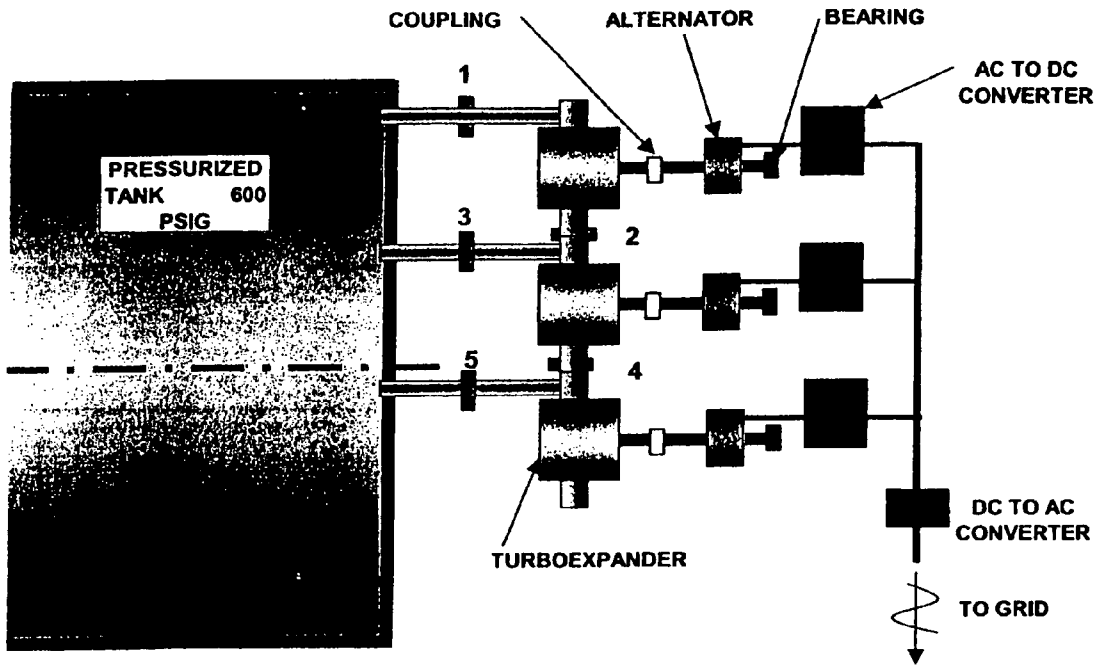 COUPLING
ALTERNATOR
BEARING
AC TO DC
CONVERTER
1
PRESSURIZED
TANK 600
PSIG
3
2
5
4
TURBOEXPANDER
DC TO AC
CONVERTER
TO GRID